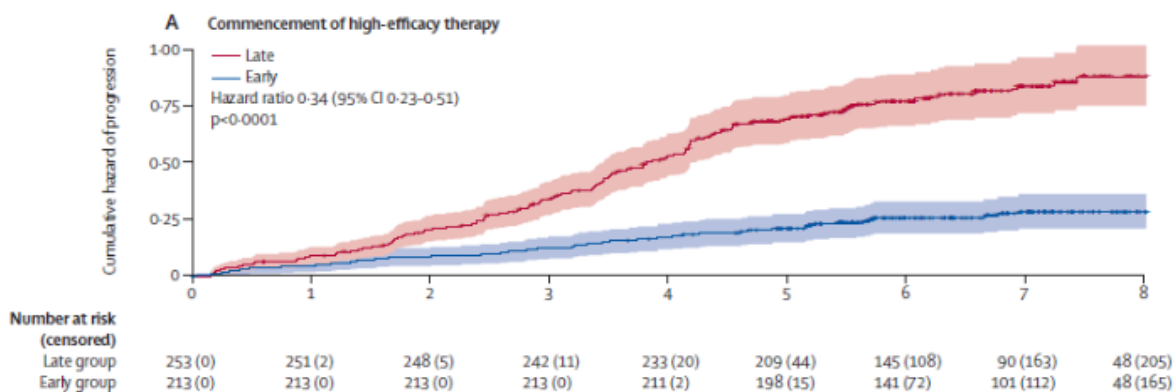 A Commencement of high-efficacy therapy
1·00
Late
Early
Hazard ratio 0·34 (95% CI 0·23–0·51)
p<0·0001
0·75
0·50
0·25
0
Cumulative hazard of progression
0 1 2 3 4 5 6 7 8
Number at risk
(censored)
Late group 253 (0) 251 (2) 248 (5) 242 (11) 233 (20) 209 (44) 145 (108) 90 (163) 48 (205)
Early group 213 (0) 213 (0) 213 (0) 213 (0) 211 (2) 198 (15) 141 (72) 101 (112) 48 (165)